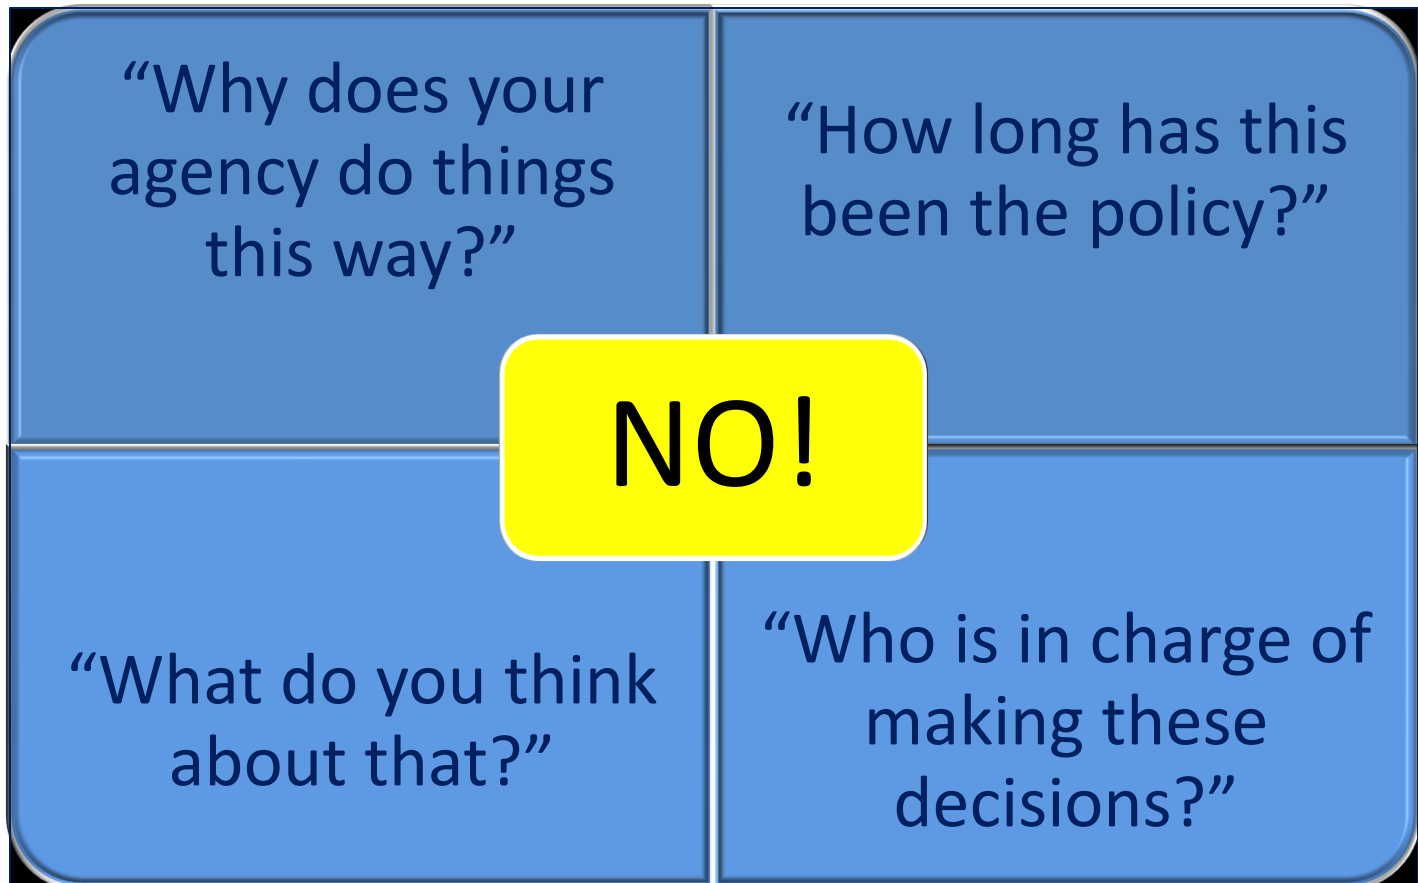 “Why does your
agency do things
this way?”
“How long has this
been the policy?”
NO!
“What do you think
about that?”
“Who is in charge of
making these
decisions?”